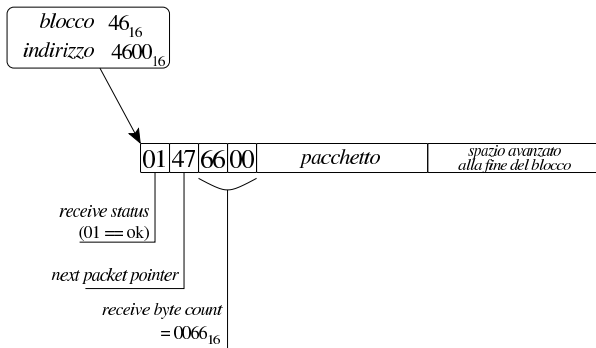 blocco 46₁₆
indirizzo 4600₁₆
01 47 66 00 pacchetto
spazio avanzato
alla fine del blocco
receive status
(01 == ok)
next packet pointer
receive byte count
= 0066₁₆